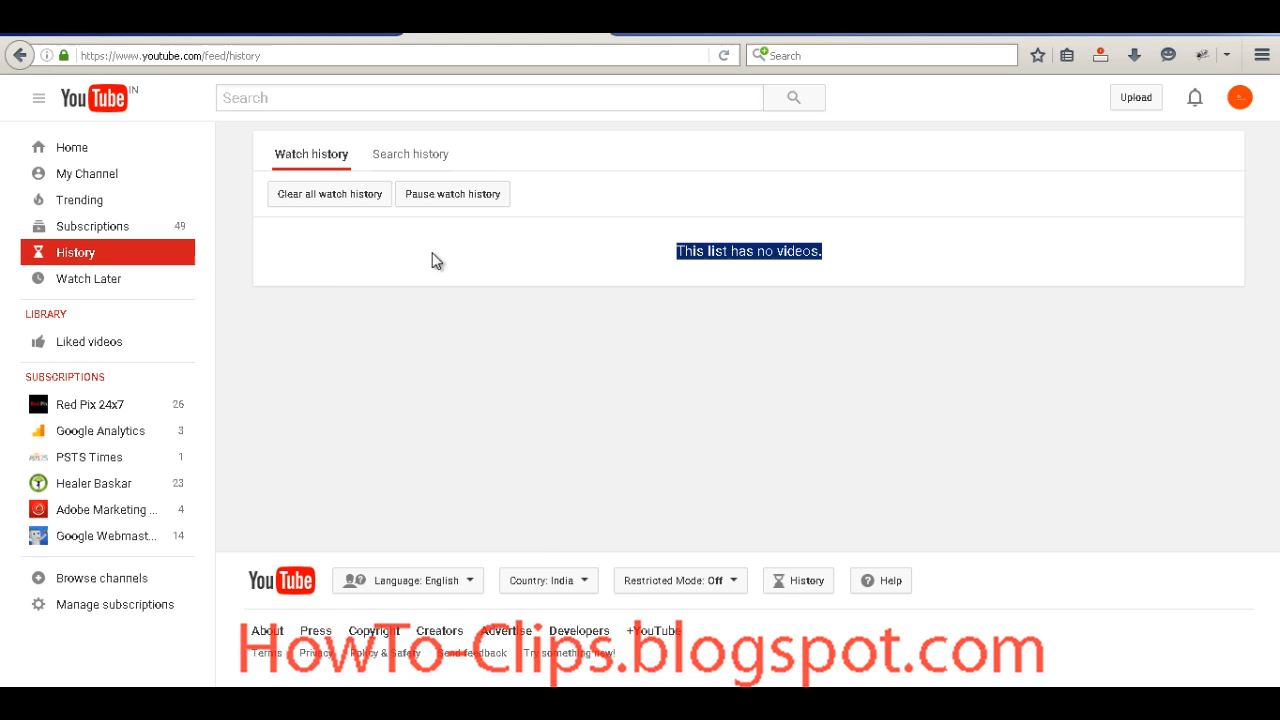 https://www.youtube.com/feed/history
Search
YouTube IN
Search
Upload
Home
My Channel
Trending
Subscriptions 49
History
Watch Later
LIBRARY
Liked videos
SUBSCRIPTIONS
Red Pix 24x7 26
Google Analytics 3
PSTS Times 1
Healer Baskar 23
Adobe Marketing ... 4
Google Webmast... 14
Browse channels
Manage subscriptions
Watch history Search history
Clear all watch history Pause watch history
This list has no videos.
YouTube Language: English Country: India Restricted Mode: Off History Help
About Press Copyright Creators Advertise Developers +YouTube
Terms Privacy Policy & Safety Send feedback Try something new!
HowTo-Clips.blogspot.com